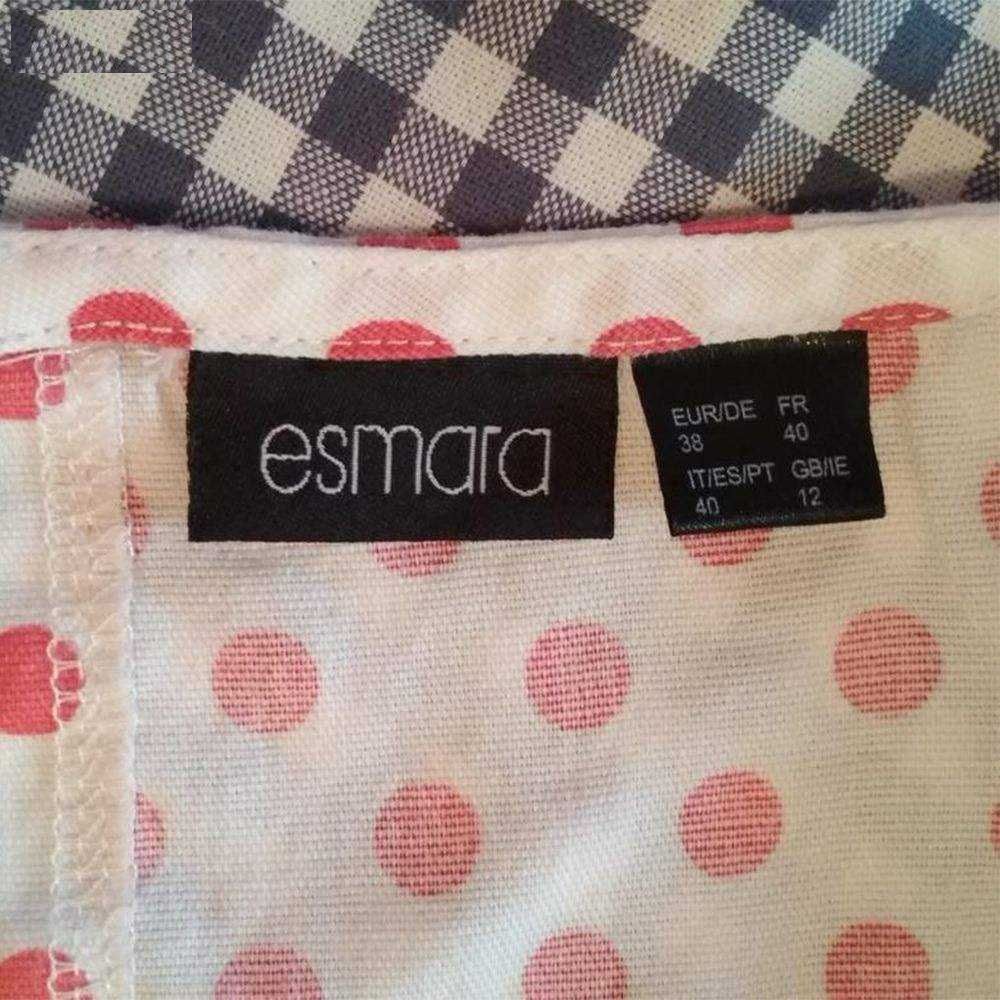 esmara
EUR/DE FR
38 40
IT/ES/PT GB/IE
40 12